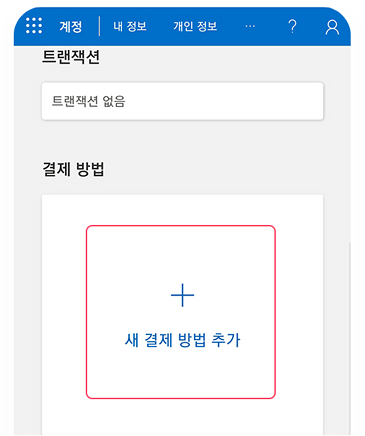 계정 내 정보 개인 정보 ... ?
트랜잭션
트랜잭션 없음
결제 방법
+
새 결제 방법 추가